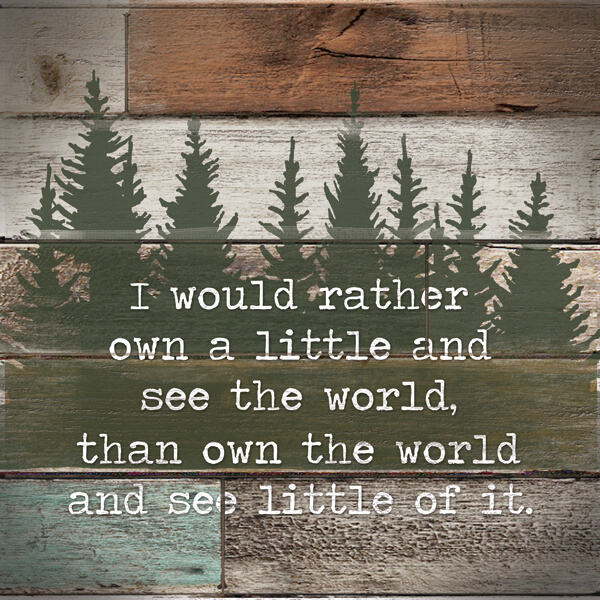 I would rather
own a little and
see the world,
than own the world
and see little of it.